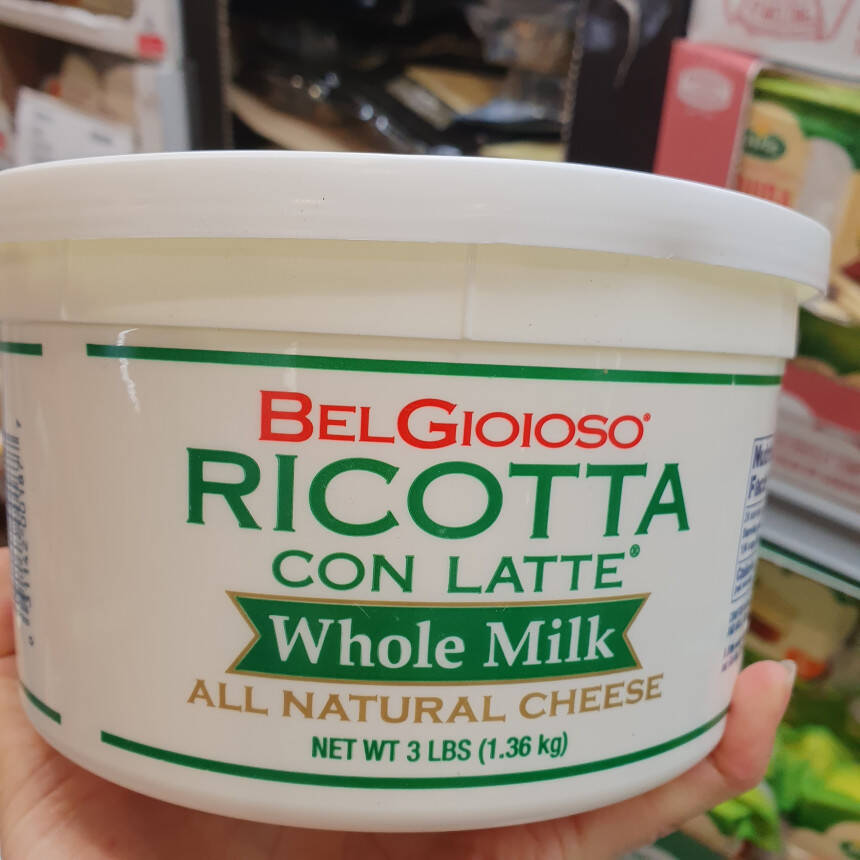 BELGIOIOSO®
RICOTTA
CON LATTE®
Whole Milk
ALL NATURAL CHEESE
NET WT 3 LBS (1.36 kg)